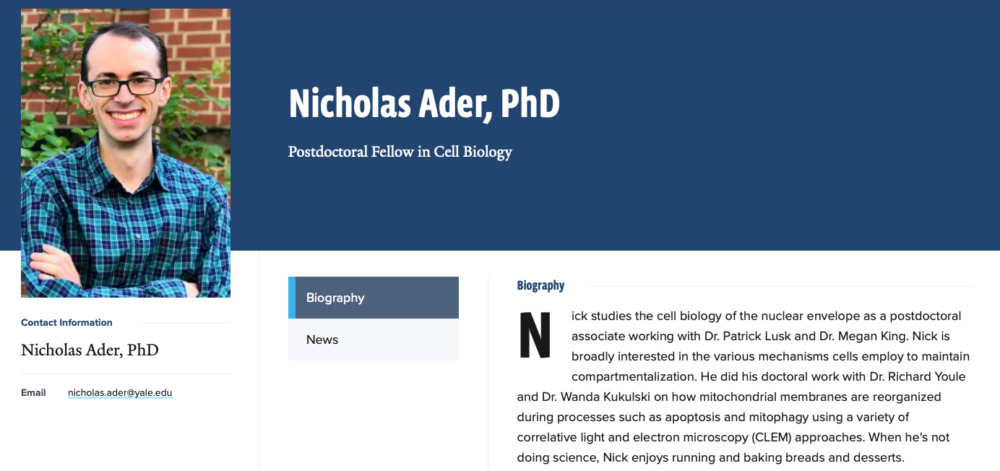 Nicholas Ader, PhD
Postdoctoral Fellow in Cell Biology
Contact Information
Nicholas Ader, PhD
Email nicholas.ader@yale.edu
Biography
News
Biography
Nick studies the cell biology of the nuclear envelope as a postdoctoral
associate working with Dr. Patrick Lusk and Dr. Megan King. Nick is
broadly interested in the various mechanisms cells employ to maintain
compartmentalization. He did his doctoral work with Dr. Richard Youle
and Dr. Wanda Kukulski on how mitochondrial membranes are reorganized
during processes such as apoptosis and mitophagy using a variety of
correlative light and electron microscopy (CLEM) approaches. When he's not
doing science, Nick enjoys running and baking breads and desserts.